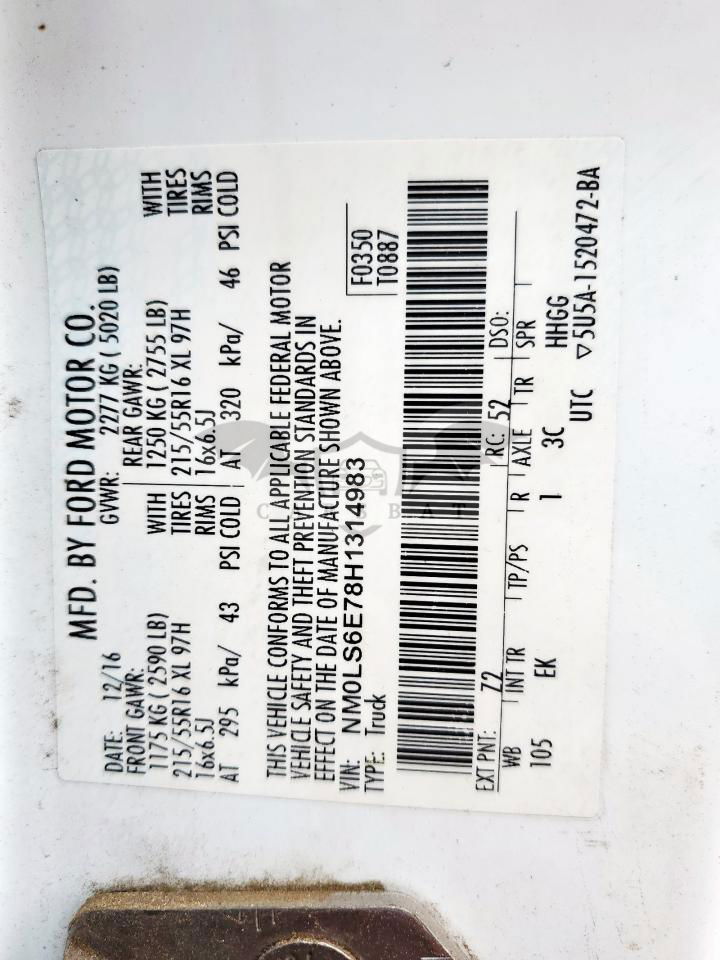 MFD. BY FORD MOTOR CO.
DATE: 12/16 GVWR: 2277 KG ( 5020 LB)
FRONT GAWR: REAR GAWR:
1175 KG ( 2590 LB) WITH 1250 KG ( 2755 LB) WITH
215/55R16 XL 97H TIRES 215/55R16 XL 97H TIRES
16x6.5J RIMS 16x6.5J RIMS
AT 295 kPa/ 43 PSI COLD AT 320 kPa/ 46 PSI COLD
THIS VEHICLE CONFORMS TO ALL APPLICABLE FEDERAL MOTOR
VEHICLE SAFETY AND THEFT PREVENTION STANDARDS IN
EFFECT ON THE DATE OF MANUFACTURE SHOWN ABOVE.
VIN: NM0LS6E78H1314983 F0350
TYPE: Truck T0887
EXT PNT: Z2 RC: 52 DSO:
WB INT TR TP/PS R AXLE TR SPR
105 EK 1 3C HHGG
UTC ▽5U5A-1520472-BA